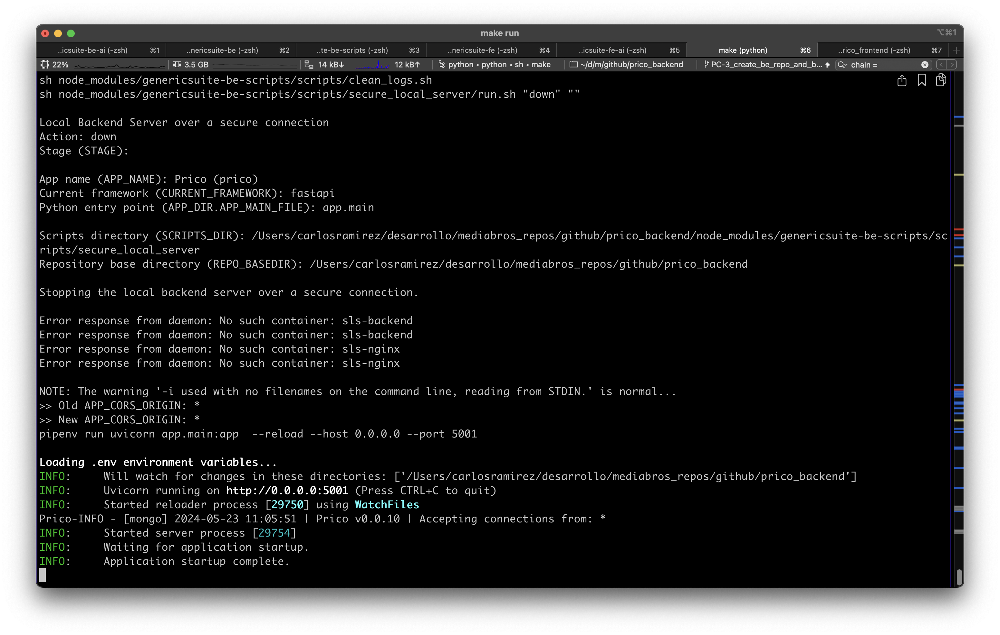 make run
⌥⌘1
..icsuite-be-ai (-zsh) ⌘1 ..nericsuite-be (-zsh) ⌘2 ..te-be-scripts (-zsh) ⌘3 ..nericsuite-fe (-zsh) ⌘4 ..icsuite-fe-ai (-zsh) ⌘5 make (python) ⌘6 ..rico_frontend (-zsh) ⌘7
22% 3.5 GB 14 kB↓ 12 kB↑ python ◂ python ◂ sh ◂ make ~/d/m/github/prico_backend PC-3_create_be_repo_and_b... chain =
sh node_modules/genericsuite-be-scripts/scripts/clean_logs.sh
sh node_modules/genericsuite-be-scripts/scripts/secure_local_server/run.sh "down" ""
Local Backend Server over a secure connection
Action: down
Stage (STAGE):
App name (APP_NAME): Prico (prico)
Current framework (CURRENT_FRAMEWORK): fastapi
Python entry point (APP_DIR.APP_MAIN_FILE): app.main
Scripts directory (SCRIPTS_DIR): /Users/carlosramirez/desarrollo/mediabros_repos/github/prico_backend/node_modules/genericsuite-be-scripts/sc
ripts/secure_local_server
Repository base directory (REPO_BASEDIR): /Users/carlosramirez/desarrollo/mediabros_repos/github/prico_backend
Stopping the local backend server over a secure connection.
Error response from daemon: No such container: sls-backend
Error response from daemon: No such container: sls-backend
Error response from daemon: No such container: sls-nginx
Error response from daemon: No such container: sls-nginx
NOTE: The warning '-i used with no filenames on the command line, reading from STDIN.' is normal...
>> Old APP_CORS_ORIGIN: *
>> New APP_CORS_ORIGIN: *
pipenv run uvicorn app.main:app  --reload --host 0.0.0.0 --port 5001
Loading .env environment variables...
INFO:     Will watch for changes in these directories: ['/Users/carlosramirez/desarrollo/mediabros_repos/github/prico_backend']
INFO:     Uvicorn running on http://0.0.0.0:5001 (Press CTRL+C to quit)
INFO:     Started reloader process [29750] using WatchFiles
Prico-INFO - [mongo] 2024-05-23 11:05:51 | Prico v0.0.10 | Accepting connections from: *
INFO:     Started server process [29754]
INFO:     Waiting for application startup.
INFO:     Application startup complete.